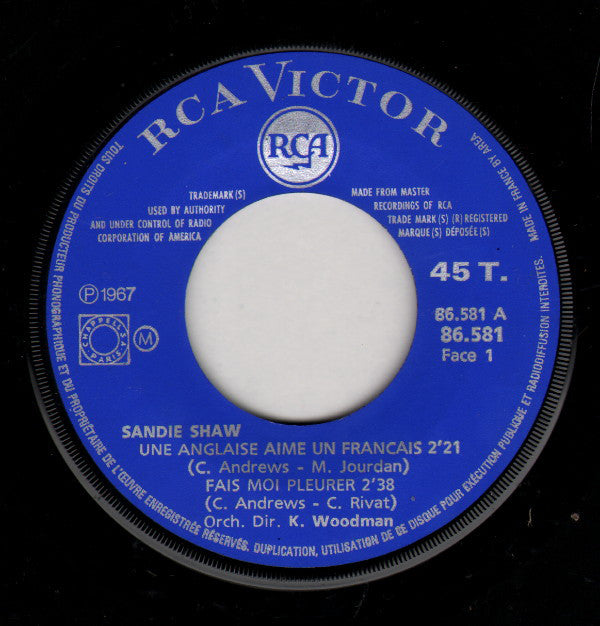 RCA VICTOR
RCA
TRADEMARK (S)
USED BY AUTHORITY
AND UNDER CONTROL OF RADIO
CORPORATION OF AMERICA
MADE FROM MASTER
RECORDINGS OF RCA
TRADE MARK (S) (R) REGISTERED
MARQUE (S) DÉPOSÉE (S)
45 T.
Ⓟ 1967
86.581 A
86.581
Face 1
CHAPPELL S.A
PARIS
M
SANDIE SHAW
UNE ANGLAISE AIME UN FRANCAIS 2'21
(C. Andrews - M. Jourdan)
FAIS MOI PLEURER 2'38
(C. Andrews - C. Rivat)
Orch. Dir. K. Woodman
TOUS DROITS DU PRODUCTEUR PHONOGRAPHIQUE ET DU PROPRIÉTAIRE DE L'ŒUVRE ENREGISTRÉE RÉSERVÉS. DUPLICATION, UTILISATION DE CE DISQUE POUR EXÉCUTION PUBLIQUE ET RADIODIFFUSION INTERDITES. MADE IN FRANCE BY AREA